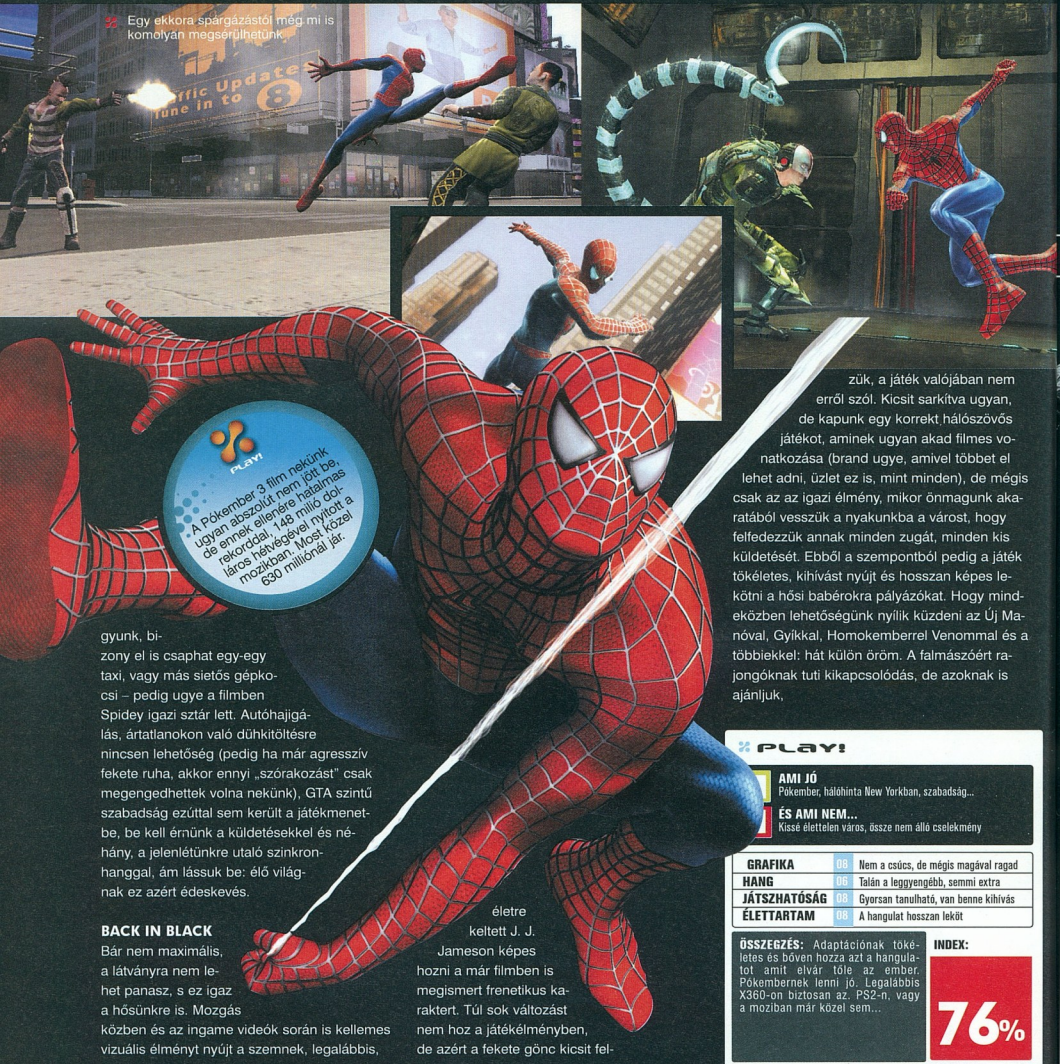 Egy ekkora spárgázástól még mi is
komolyan megsérülhetünk
Traffic Updates
Tune in to 8
PLAY!
A Pókember 3 film nekünk
ugyan abszolút nem jött be,
de ennek ellenére hatalmas
rekorddal, 148 millió dol-
láros hétvégével nyitott a
mozikban. Most közel
630 milliónál jár.
gyunk, bi-
zony el is csaphat egy-egy
taxi, vagy más sietős gépko-
csi – pedig ugye a filmben
Spidey igazi sztár lett. Autóhajigá-
lás, ártatlanokon való dühkitöltésre
nincsen lehetőség (pedig ha már agresszív
fekete ruha, akkor ennyi „szórakozást" csak
megengedhettek volna nekünk), GTA szintű
szabadság ezúttal sem került a játékmenet-
be, be kell érnünk a küldetésekkel és né-
hány, a jelenlétünkre utaló szinkron-
hanggal, ám lássuk be: élő világ-
nak ez azért édeskevés.
BACK IN BLACK
Bár nem maximális,
a látványra nem le-
het panasz, s ez igaz
a hősünkre is. Mozgás
közben és az ingame videók során is kellemes
vizuális élményt nyújt a szemnek, legalábbis,
életre
keltett J. J.
Jameson képes
hozni a már filmben is
megismert frenetikus ka-
raktert. Túl sok változást
nem hoz a játékélményben,
de azért a fekete gönc kicsit fel-
zük, a játék valójában nem
erről szól. Kicsit sarkítva ugyan,
de kapunk egy korrekt hálószövős
játékot, aminek ugyan akad filmes vo-
natkozása (brand ugye, amivel többet el
lehet adni, üzlet ez is, mint minden), de mégis
csak az az igazi élmény, mikor önmagunk aka-
ratából vesszük a nyakunkba a várost, hogy
felfedezzük annak minden zugát, minden kis
küldetését. Ebből a szempontból pedig a játék
tökéletes, kihívást nyújt és hosszan képes le-
kötni a hősi babérokra pályázókat. Hogy mind-
eközben lehetőségünk nyílik küzdeni az Új Ma-
nóval, Gyíkkal, Homokemberrel Venommal és a
többiekkel: hát külön öröm. A falmászóért ra-
jongóknak tuti kikapcsolódás, de azoknak is
ajánljuk,
PLAY!
AMI JÓ
Pókember, hálóhinta New Yorkban, szabadság...
ÉS AMI NEM...
Kissé élettelen város, össze nem álló cselekmény
GRAFIKA 08 Nem a csúcs, de mégis magával ragad
HANG 06 Talán a leggyengébb, semmi extra
JÁTSZHATÓSÁG 08 Gyorsan tanulható, van benne kihívás
ÉLETTARTAM 08 A hangulat hosszan leköt
ÖSSZEGZÉS: Adaptációnak töké-
letes és bőven hozza azt a hangula-
tot amit elvár tőle az ember.
Pókembernek lenni jó. Legalábbis
X360-on biztosan az. PS2-n, vagy
a moziban már közel sem...
INDEX:
76%